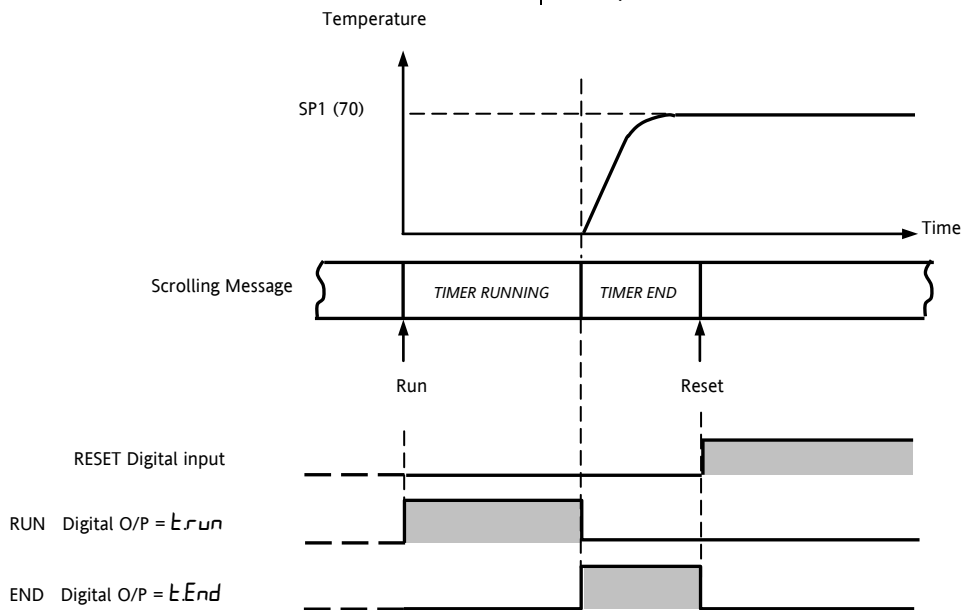 Temperature
SP1 (70)
Time
Scrolling Message
TIMER RUNNING
TIMER END
Run
Reset
RESET Digital input
RUN Digital O/P = t.run
END Digital O/P = t.End